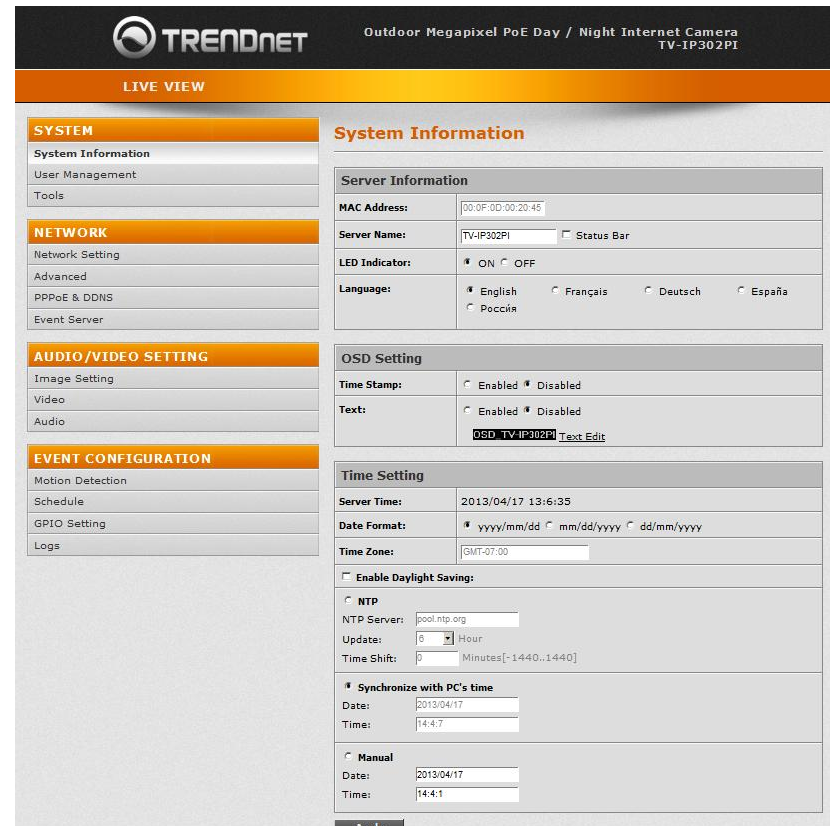 TRENDNET
Outdoor Megapixel PoE Day / Night Internet Camera
TV-IP302PI
LIVE VIEW
SYSTEM
System Information
User Management
Tools
NETWORK
Network Setting
Advanced
PPPoE & DDNS
Event Server
AUDIO/VIDEO SETTING
Image Setting
Video
Audio
EVENT CONFIGURATION
Motion Detection
Schedule
GPIO Setting
Logs
System Information
Server Information
MAC Address: 00:0F:0D:00:20:45
Server Name: TV-IP302PI Status Bar
LED Indicator: ON OFF
Language: English Français Deutsch España
Росси́я
OSD Setting
Time Stamp: Enabled Disabled
Text: Enabled Disabled
OSD_TV-IP302PI Text Edit
Time Setting
Server Time: 2013/04/17 13:6:35
Date Format: yyyy/mm/dd mm/dd/yyyy dd/mm/yyyy
Time Zone: GMT-07:00
Enable Daylight Saving:
NTP
NTP Server: pool.ntp.org
Update: 6 Hour
Time Shift: 0 Minutes[-1440..1440]
Synchronize with PC's time
Date: 2013/04/17
Time: 14:4:7
Manual
Date: 2013/04/17
Time: 14:4:1